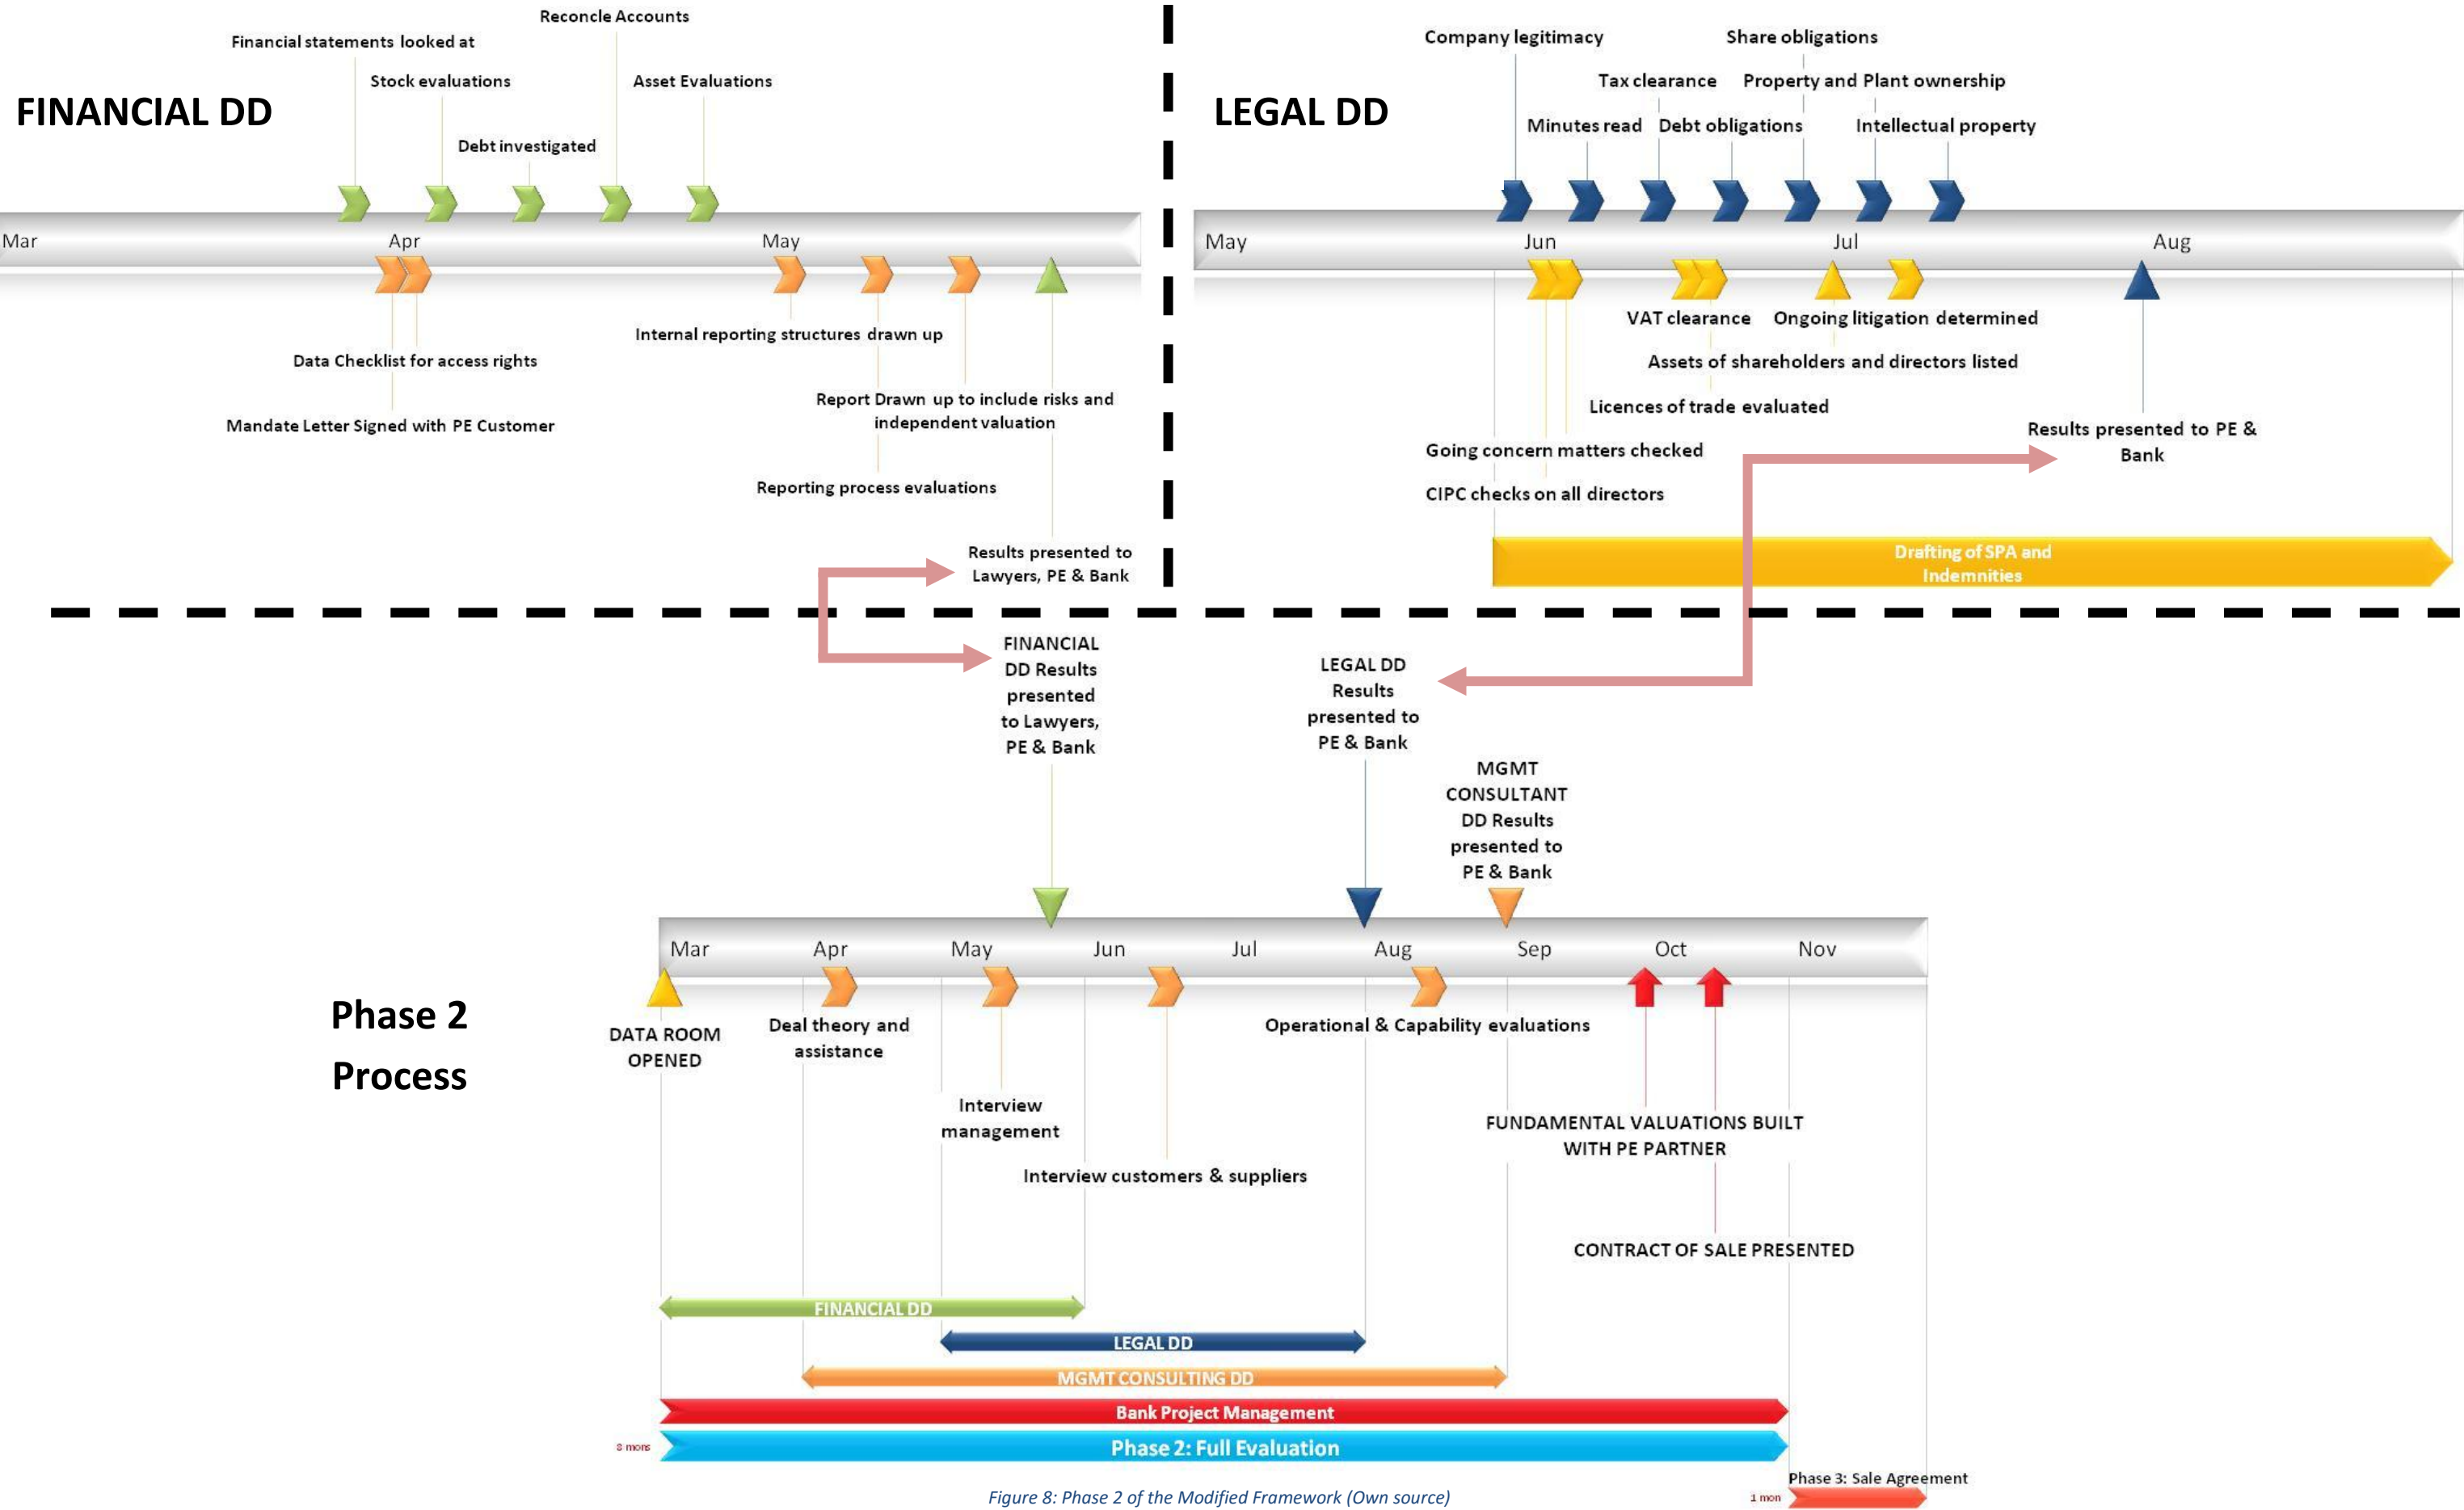 Reconcile Accounts
Financial statements looked at
Stock evaluations
Asset Evaluations
FINANCIAL DD
Debt investigated
Mar
Apr
May
Internal reporting structures drawn up
Data Checklist for access rights
Report Drawn up to include risks and
independent valuation
Mandate Letter Signed with PE Customer
Reporting process evaluations
Results presented to
Lawyers, PE & Bank
Company legitimacy
Share obligations
Tax clearance
Property and Plant ownership
LEGAL DD
Minutes read
Debt obligations
Intellectual property
May
Jun
Jul
Aug
VAT clearance
Ongoing litigation determined
Assets of shareholders and directors listed
Licences of trade evaluated
Results presented to PE &
Bank
Going concern matters checked
CIPC checks on all directors
Drafting of SPA and
Indemnities
FINANCIAL
DD Results
presented
to Lawyers,
PE & Bank
LEGAL DD
Results
presented to
PE & Bank
MGMT
CONSULTANT
DD Results
presented to
PE & Bank
Mar
Apr
May
Jun
Jul
Aug
Sep
Oct
Nov
Phase 2
Process
DATA ROOM
OPENED
Deal theory and
assistance
Operational & Capability evaluations
Interview
management
FUNDAMENTAL VALUATIONS BUILT
WITH PE PARTNER
Interview customers & suppliers
CONTRACT OF SALE PRESENTED
FINANCIAL DD
LEGAL DD
MGMT CONSULTING DD
Bank Project Management
8 mons
Phase 2: Full Evaluation
Phase 3: Sale Agreement
1 mon
Figure 8: Phase 2 of the Modified Framework (Own source)